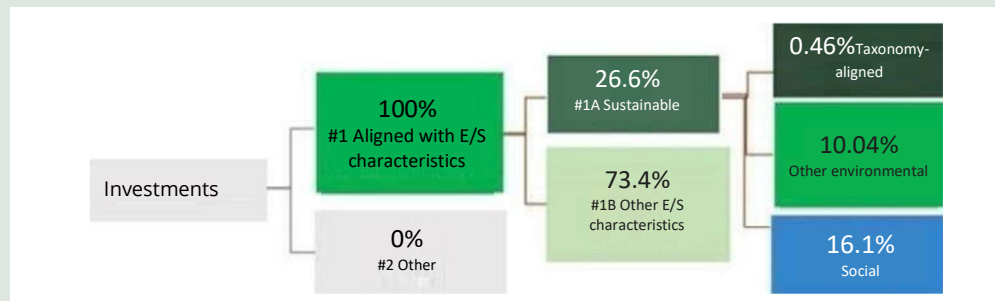 Investments
100%
#1 Aligned with E/S
characteristics
0%
#2 Other
26.6%
#1A Sustainable
73.4%
#1B Other E/S
characteristics
0.46%Taxonomy-
aligned
10.04%
Other environmental
16.1%
Social